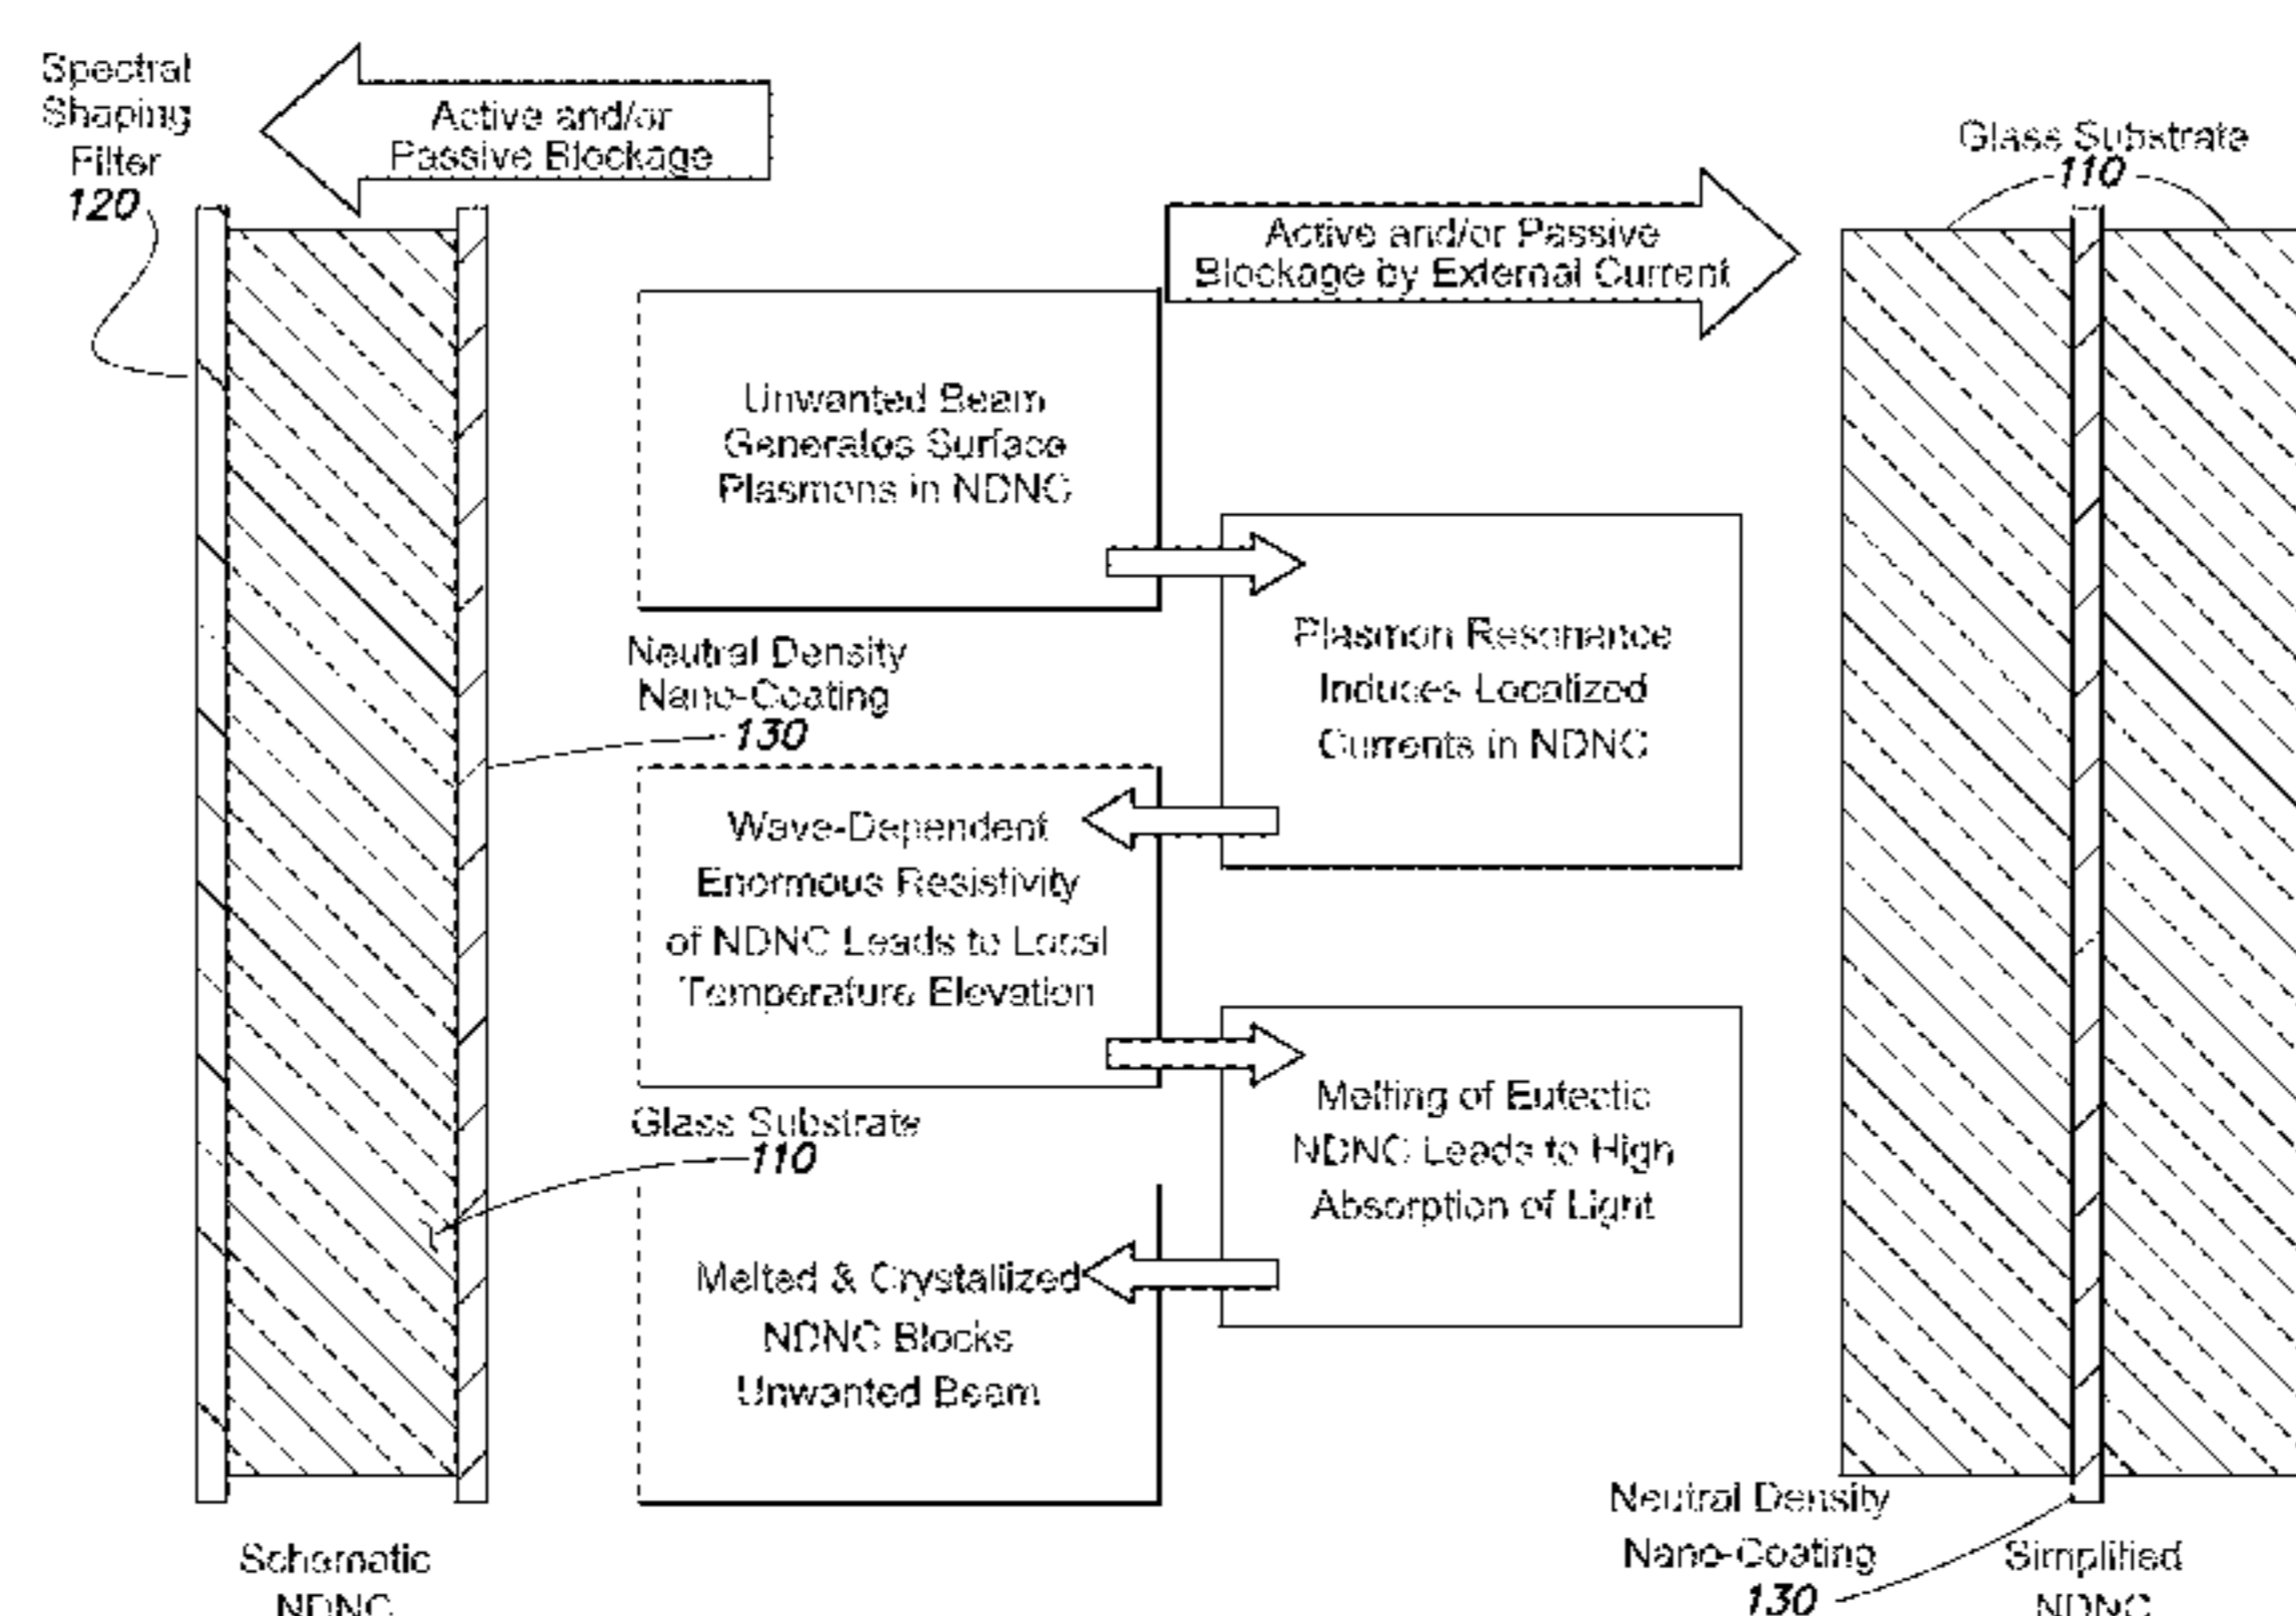 Spectral
Shaping
Filter
120
Active and/or
Passive Blockage
Active and/or Passive
Blockage by External Current
Glass Substrate
110
Unwanted Beam
Generates Surface
Plasmons in NDNC
Plasmon Resonance
Induces Localized
Currents in NDNC
Neutral Density
Nano-Coating
130
Wave-Dependent
Enormous Resistivity
of NDNC Leads to Local
Temperature Elevation
Melting of Eutectic
NDNC Leads to High
Absorption of Light
Glass Substrate
110
Melted & Crystallized
NDNC Blocks
Unwanted Beam
Neutral Density
Nano-Coating
130
Schematic
NDNC
Simplified
NDNC